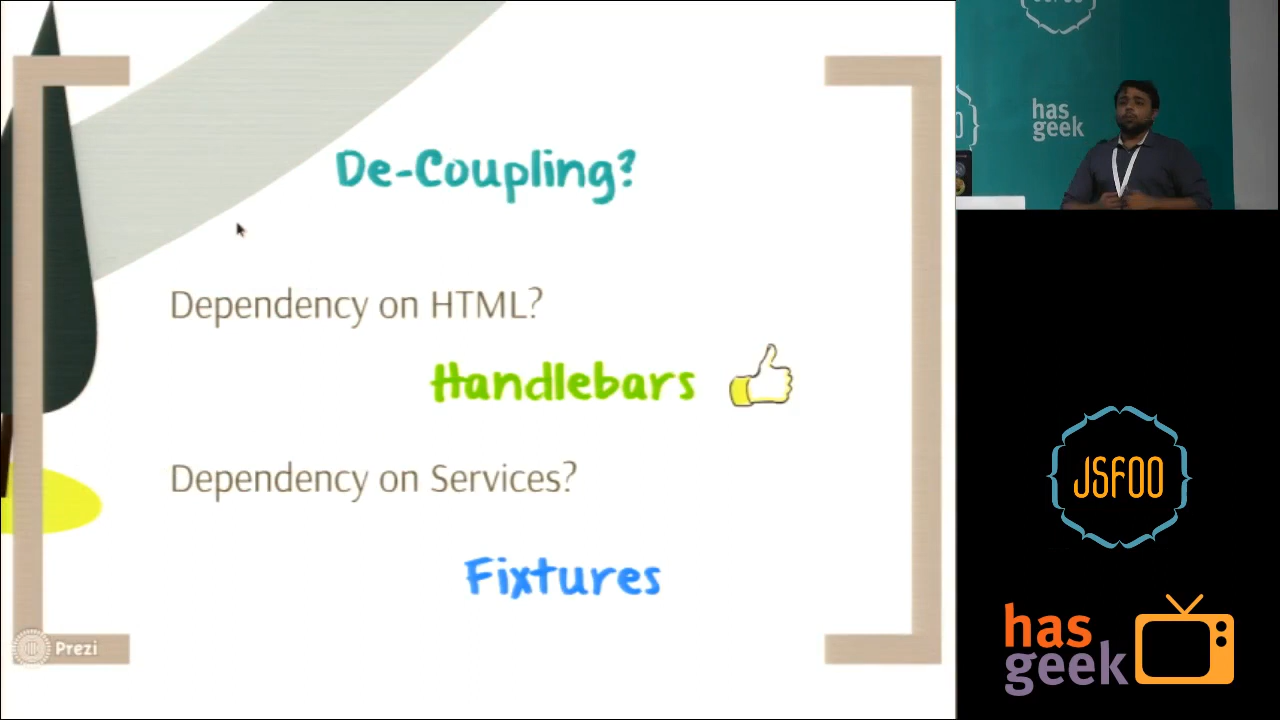 De-Coupling?
Dependency on HTML?
Handlebars
Dependency on Services?
Fixtures
Prezi
has
geek
JSFOO
has
geek